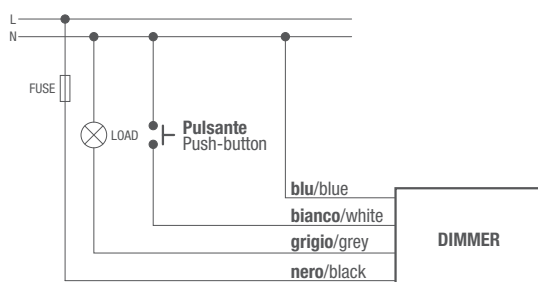 L
N
FUSE
LOAD
Pulsante
Push-button
blu/blue
bianco/white
grigio/grey
nero/black
DIMMER